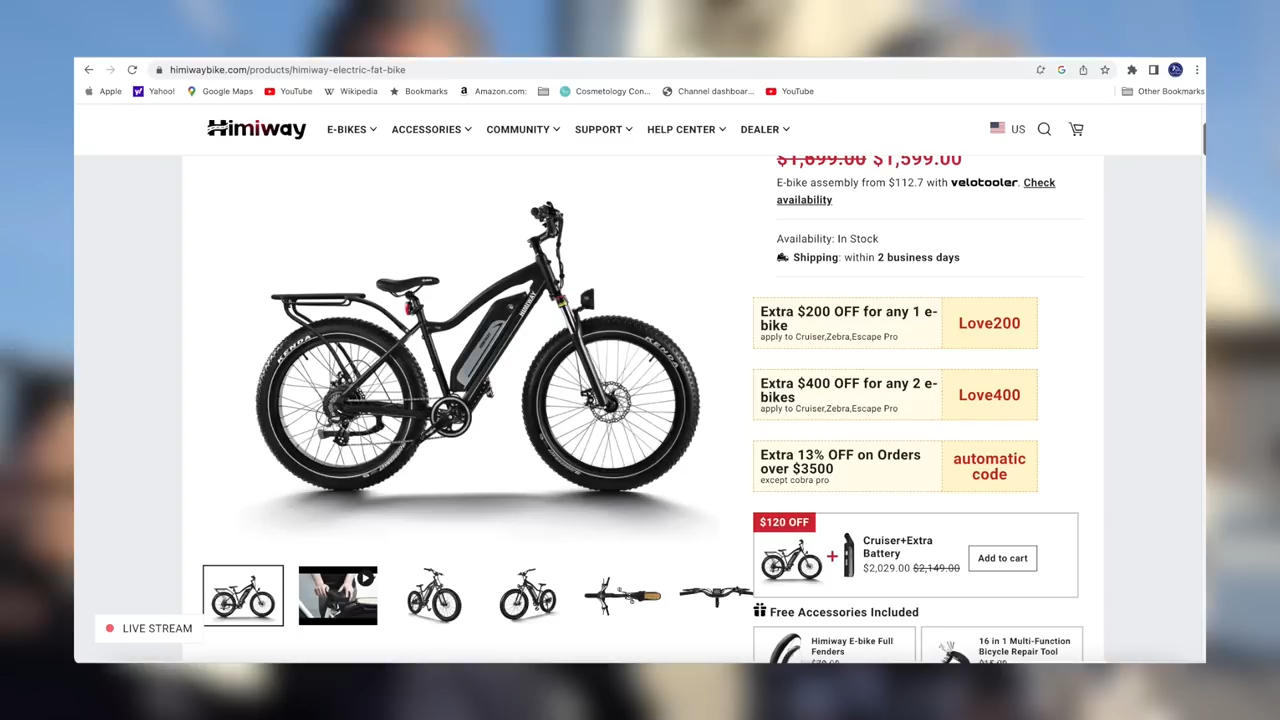 himiwaybike.com/products/himiway-electric-fat-bike
Apple Yahoo! Google Maps YouTube Wikipedia Bookmarks Amazon.com: Cosmetology Con... Channel dashboar... YouTube Other Bookmarks
Himiway E-BIKES ACCESSORIES COMMUNITY SUPPORT HELP CENTER DEALER US
$1,899.00 $1,599.00
E-bike assembly from $112.7 with velotooler. Check
availability
Availability: In Stock
Shipping: within 2 business days
Extra $200 OFF for any 1 e-
bike
apply to Cruiser,Zebra,Escape Pro
Love200
Extra $400 OFF for any 2 e-
bikes
apply to Cruiser,Zebra,Escape Pro
Love400
Extra 13% OFF on Orders
over $3500
except cobra pro
automatic
code
$120 OFF
Cruiser+Extra
Battery
$2,029.00 $2,149.00
Add to cart
Free Accessories Included
Himiway E-bike Full
Fenders
16 in 1 Multi-Function
Bicycle Repair Tool
KENDA
KENDA
HIMIWAY
LIVE STREAM